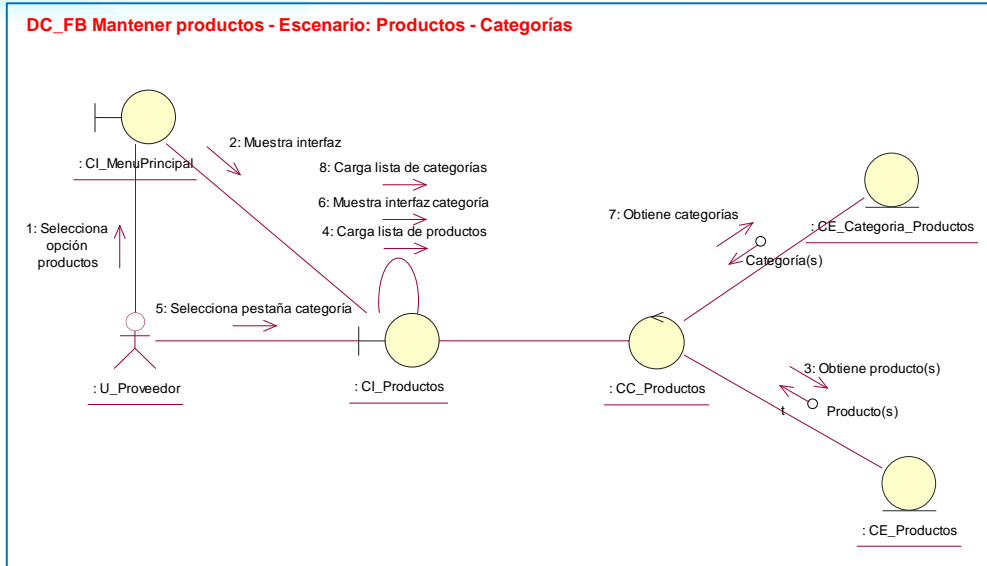 DC_FB Mantener productos - Escenario: Productos - Categorías
2: Muestra interfaz
: CI_MenuPrincipal
8: Carga lista de categorías
6: Muestra interfaz categoría
4: Carga lista de productos
7: Obtiene categorías
: CE_Categoria_Productos
Categoría(s)
1: Selecciona
opción
productos
5: Selecciona pestaña categoría
: U_Proveedor
: CI_Productos
: CC_Productos
3: Obtiene producto(s)
Producto(s)
t
: CE_Productos